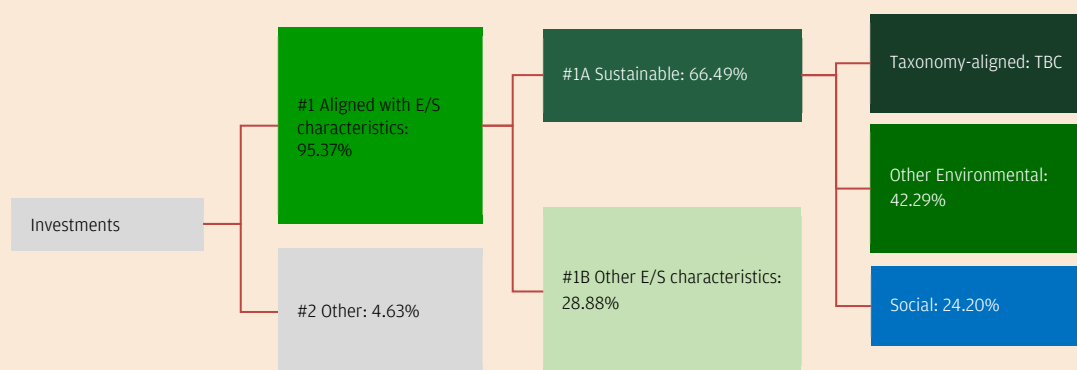 Investments
#1 Aligned with E/S
characteristics:
95.37%
#2 Other: 4.63%
#1A Sustainable: 66.49%
#1B Other E/S characteristics:
28.88%
Taxonomy-aligned: TBC
Other Environmental:
42.29%
Social: 24.20%